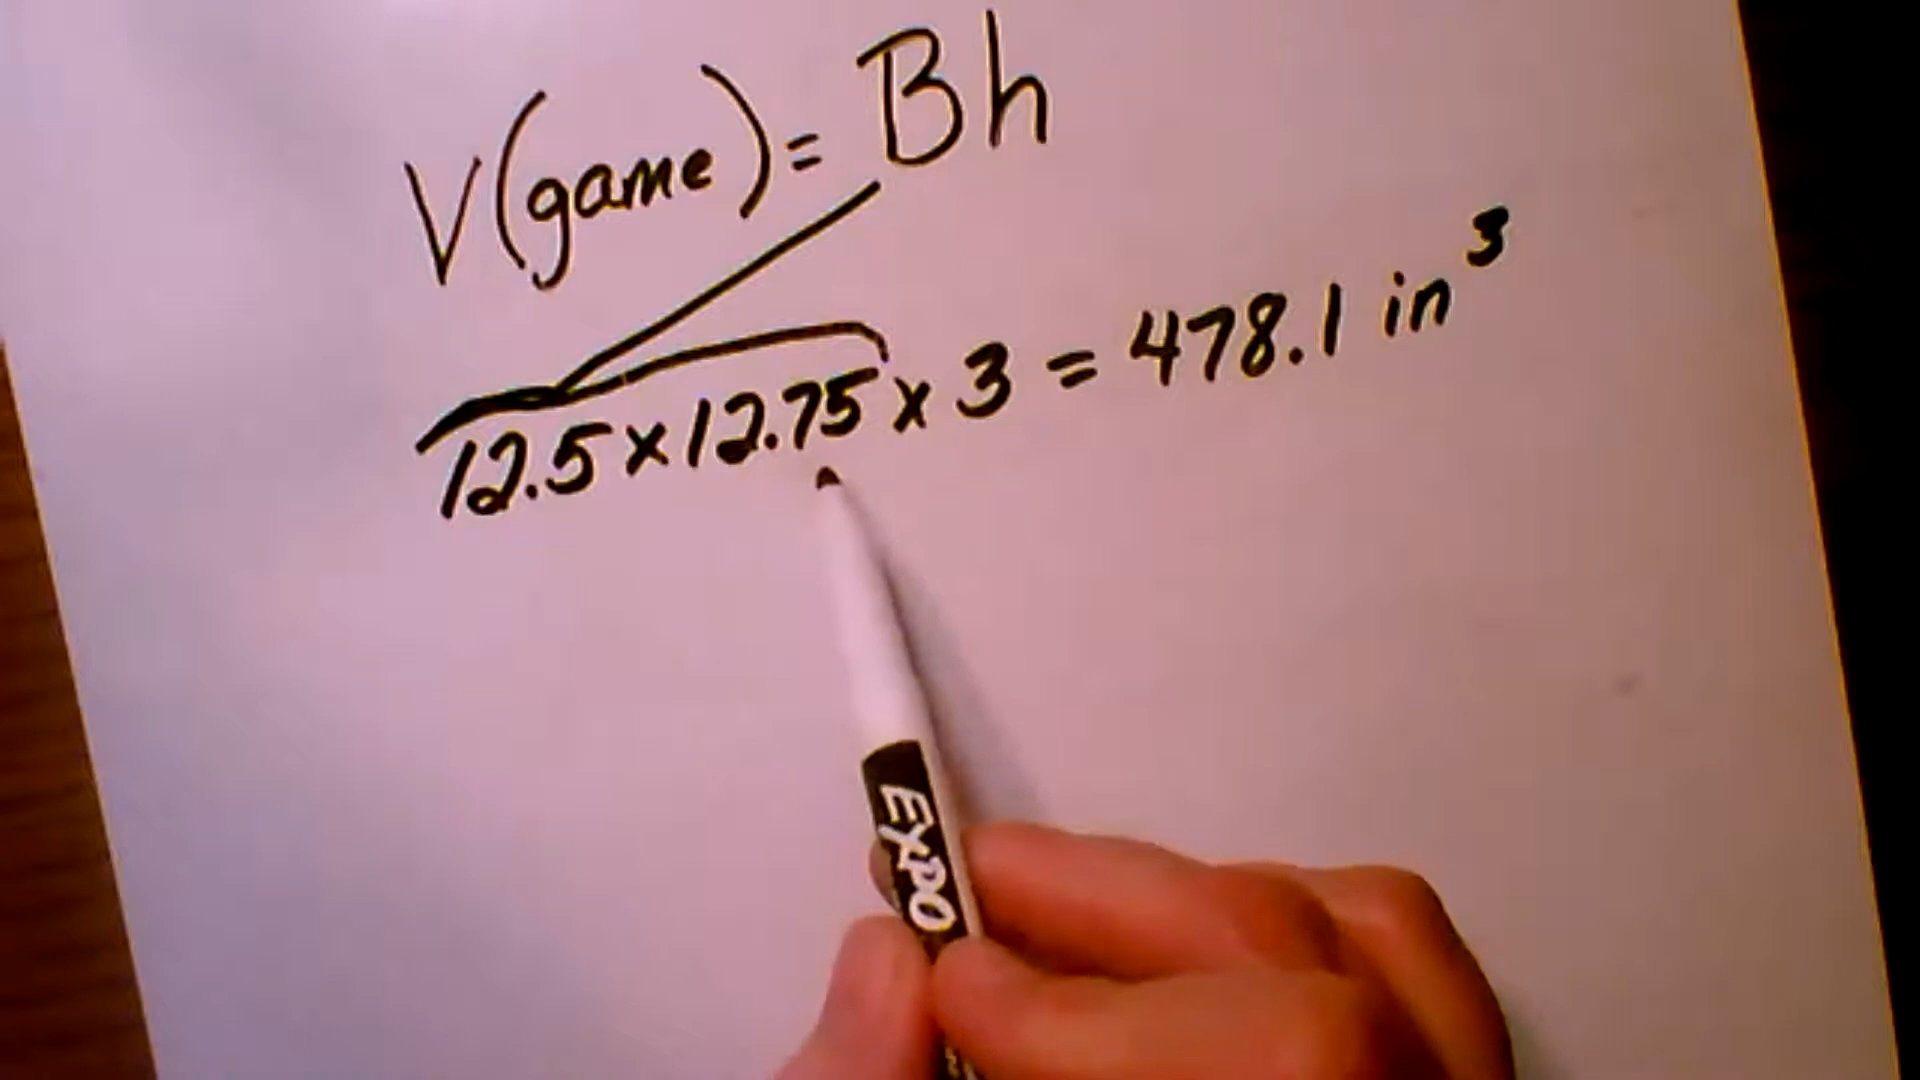 V(game) = Bh
12.5 x 12.75 x 3 = 478.1 in³
EXPO